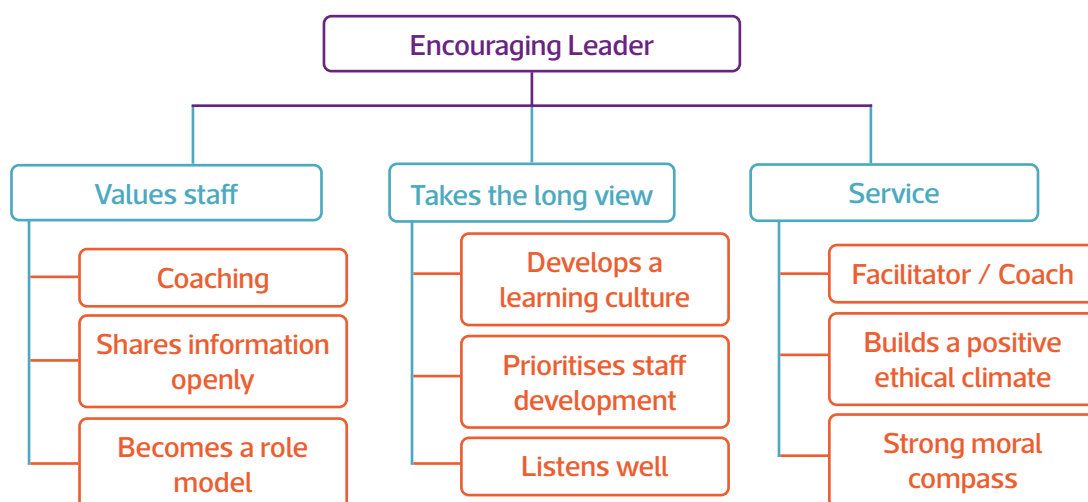 Encouraging Leader
Values staff
Coaching
Shares information
openly
Becomes a role
model
Takes the long view
Develops a
learning culture
Prioritises staff
development
Listens well
Service
Facilitator / Coach
Builds a positive
ethical climate
Strong moral
compass